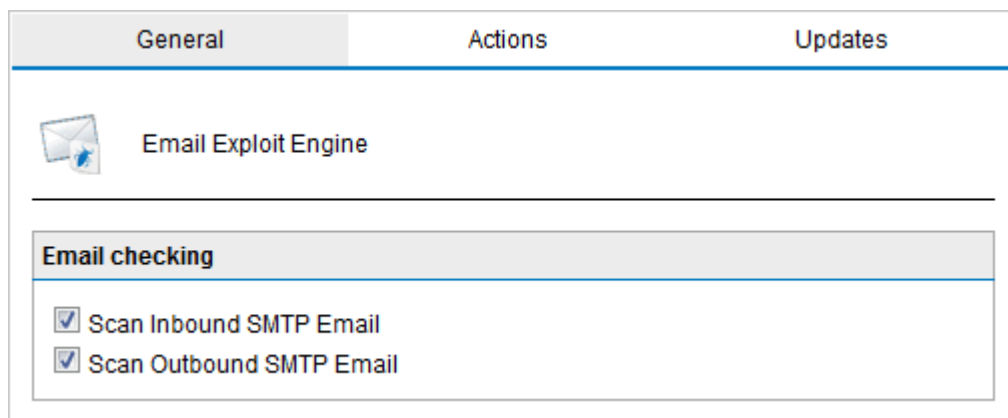 General Actions Updates
Email Exploit Engine
Email checking
Scan Inbound SMTP Email
Scan Outbound SMTP Email